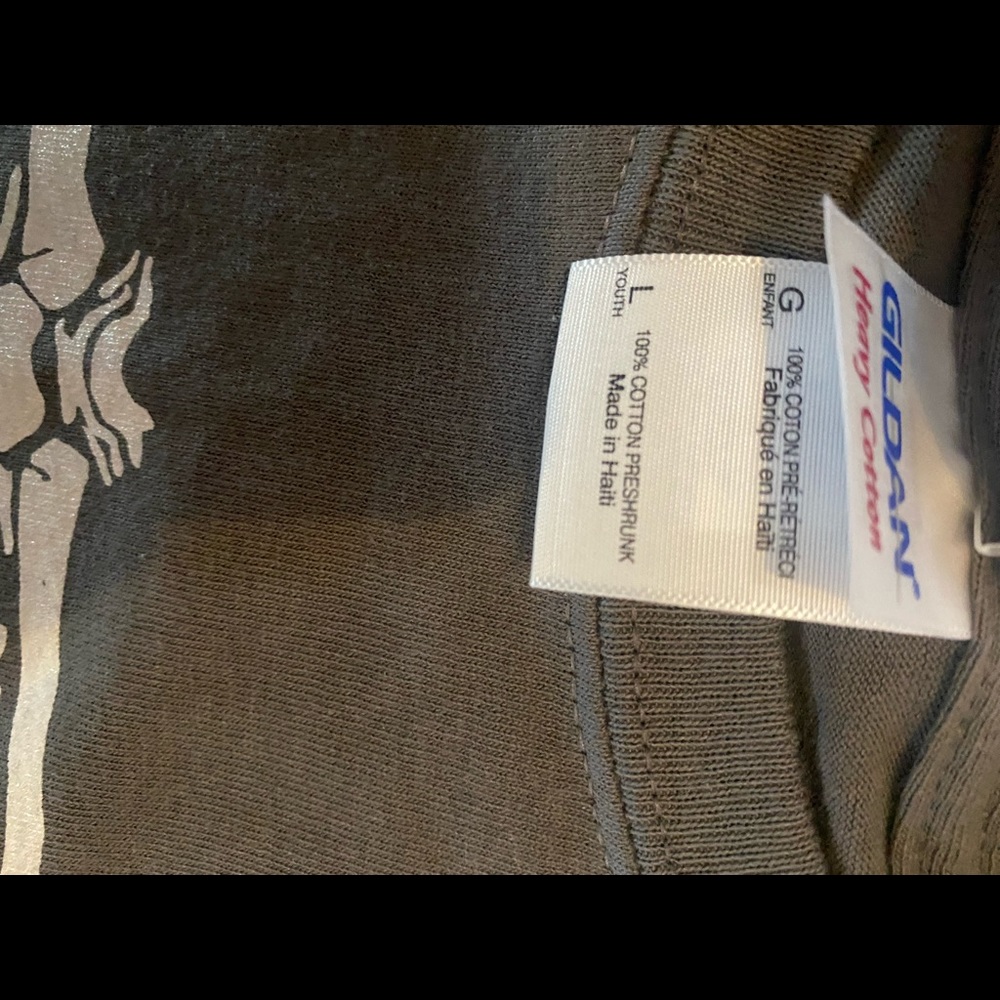 GILDAN
Heavy Cotton
G 100% COTON PRÉ-RÉTRÉCI
ENFANT Fabriqué en Haïti
L 100% COTTON PRESHRUNK
YOUTH Made in Haiti